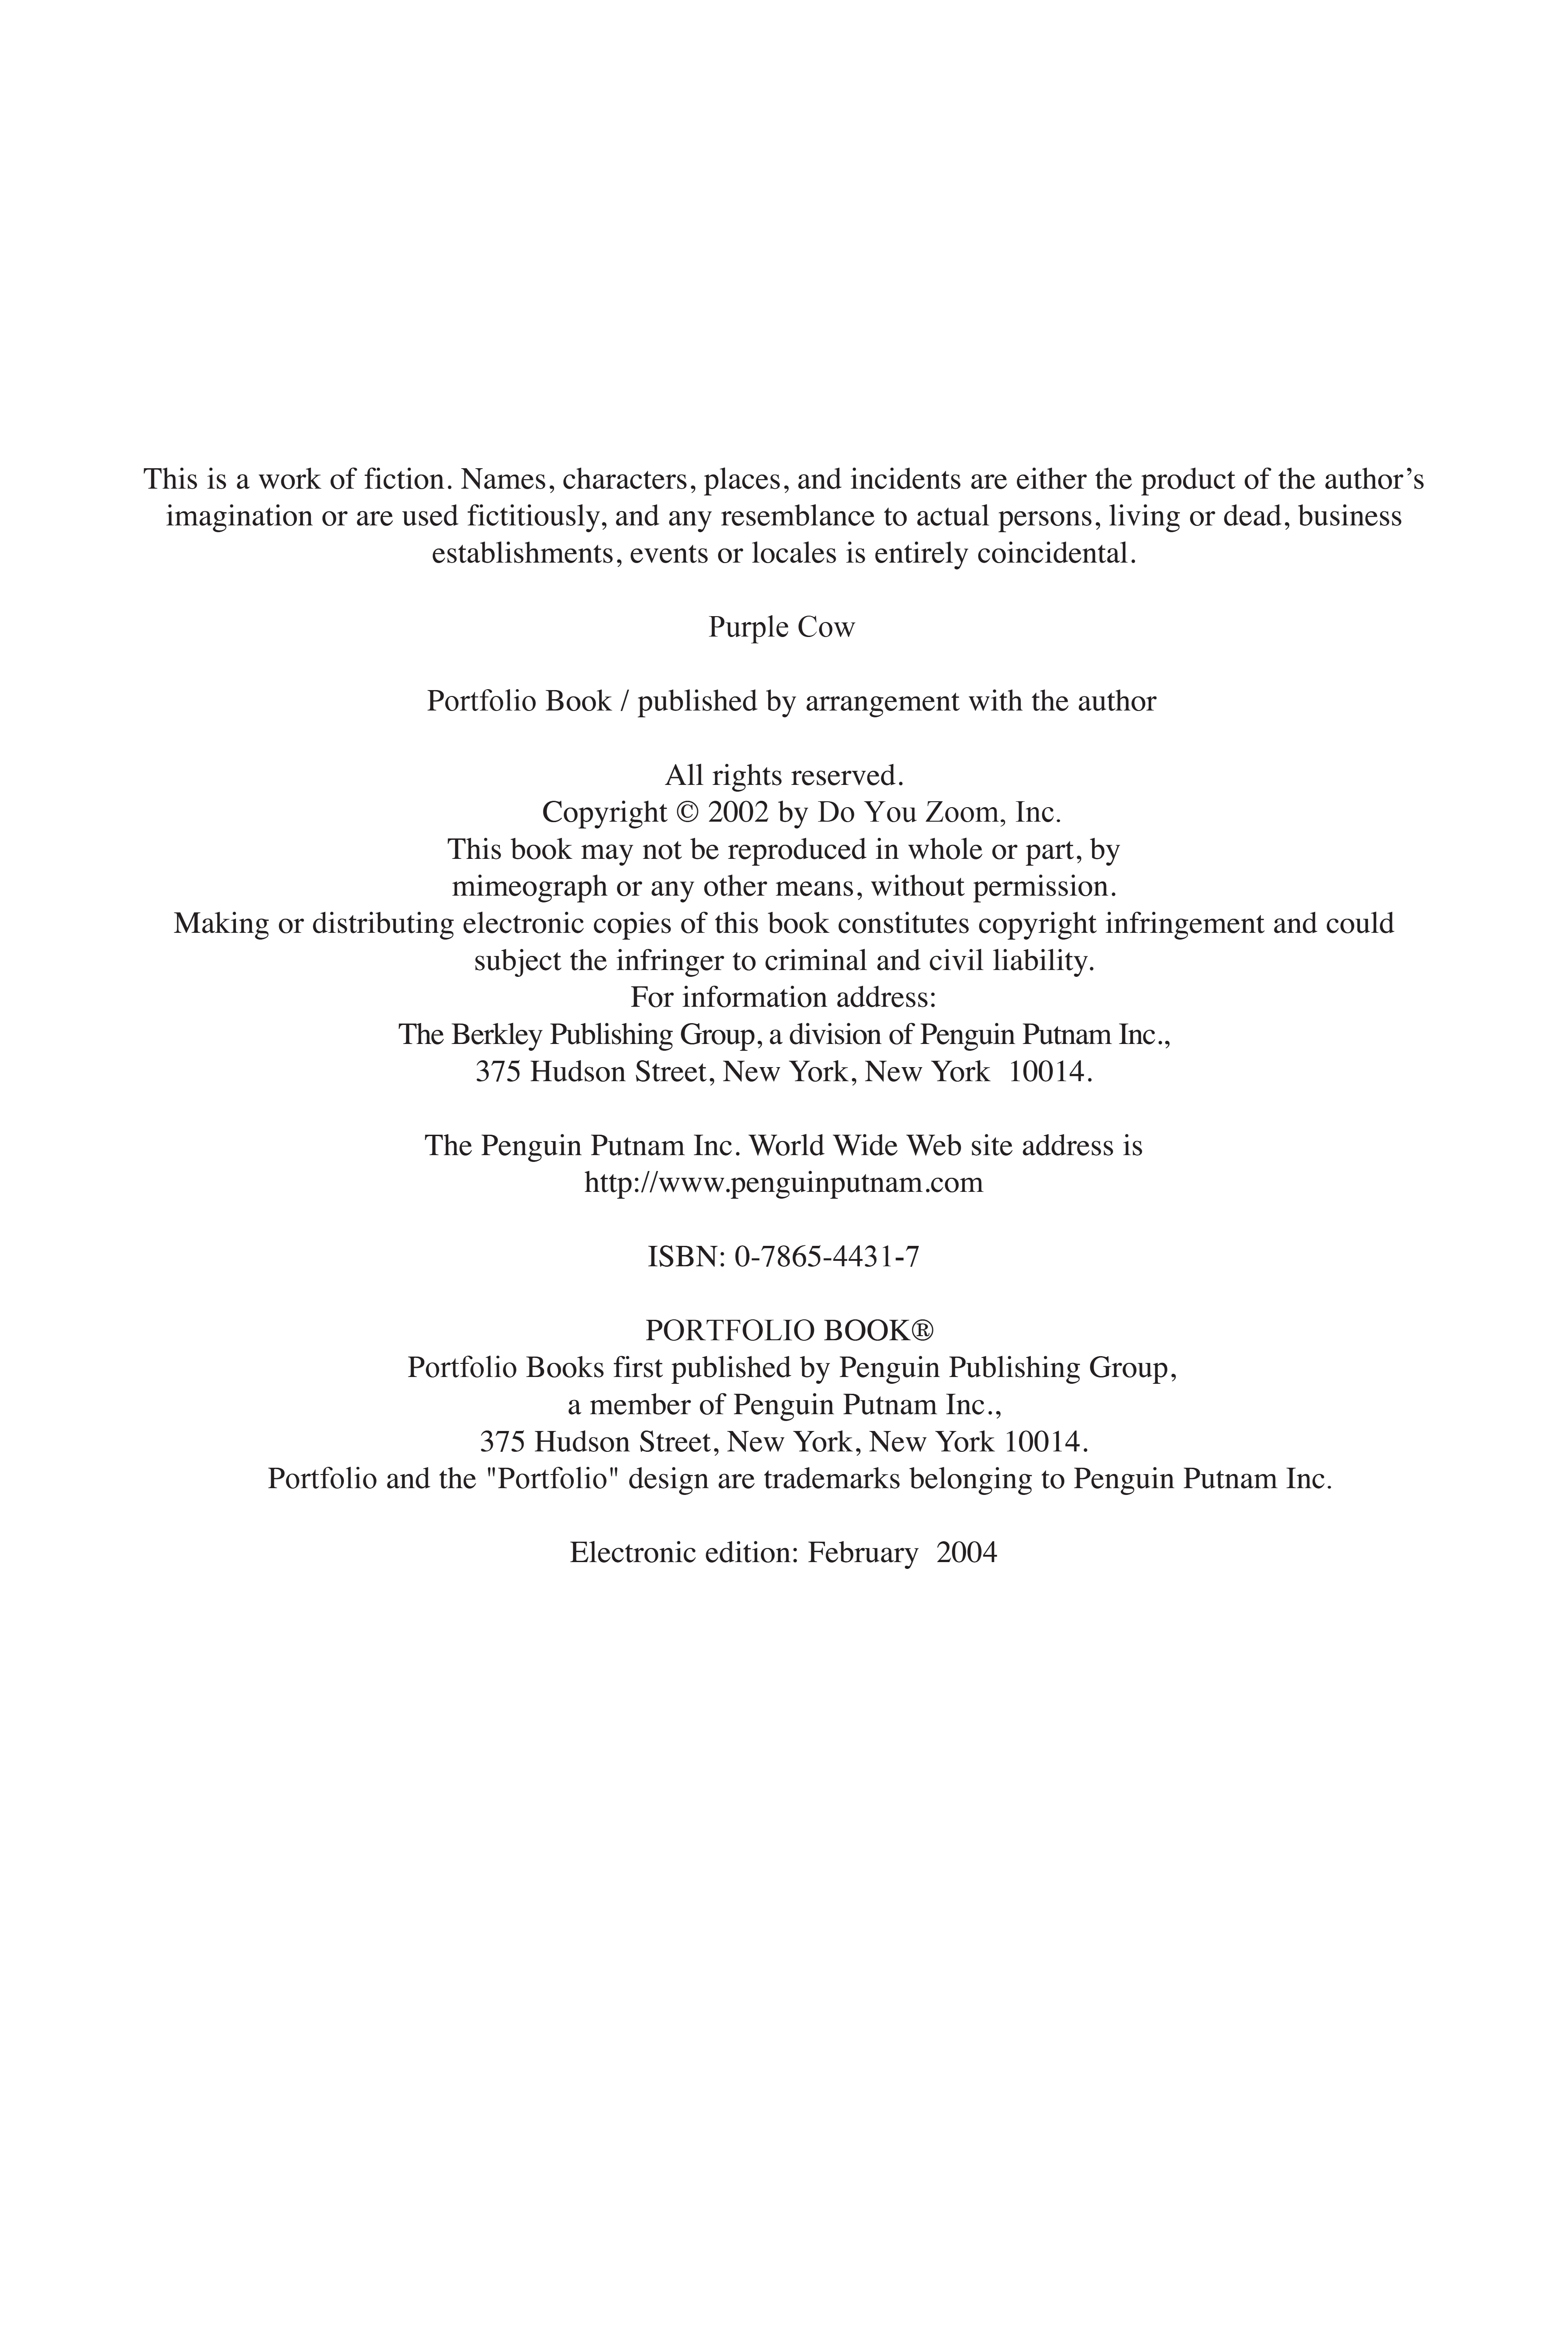 This is a work of fiction. Names, characters, places, and incidents are either the product of the author’s
imagination or are used fictitiously, and any resemblance to actual persons, living or dead, business
establishments, events or locales is entirely coincidental.
Purple Cow
Portfolio Book / published by arrangement with the author
All rights reserved.
Copyright © 2002 by Do You Zoom, Inc.
This book may not be reproduced in whole or part, by
mimeograph or any other means, without permission.
Making or distributing electronic copies of this book constitutes copyright infringement and could
subject the infringer to criminal and civil liability.
For information address:
The Berkley Publishing Group, a division of Penguin Putnam Inc.,
375 Hudson Street, New York, New York  10014.
The Penguin Putnam Inc. World Wide Web site address is
http://www.penguinputnam.com
ISBN: 0-7865-4431-7
PORTFOLIO BOOK®
Portfolio Books first published by Penguin Publishing Group,
a member of Penguin Putnam Inc.,
375 Hudson Street, New York, New York 10014.
Portfolio and the "Portfolio" design are trademarks belonging to Penguin Putnam Inc.
Electronic edition: February  2004